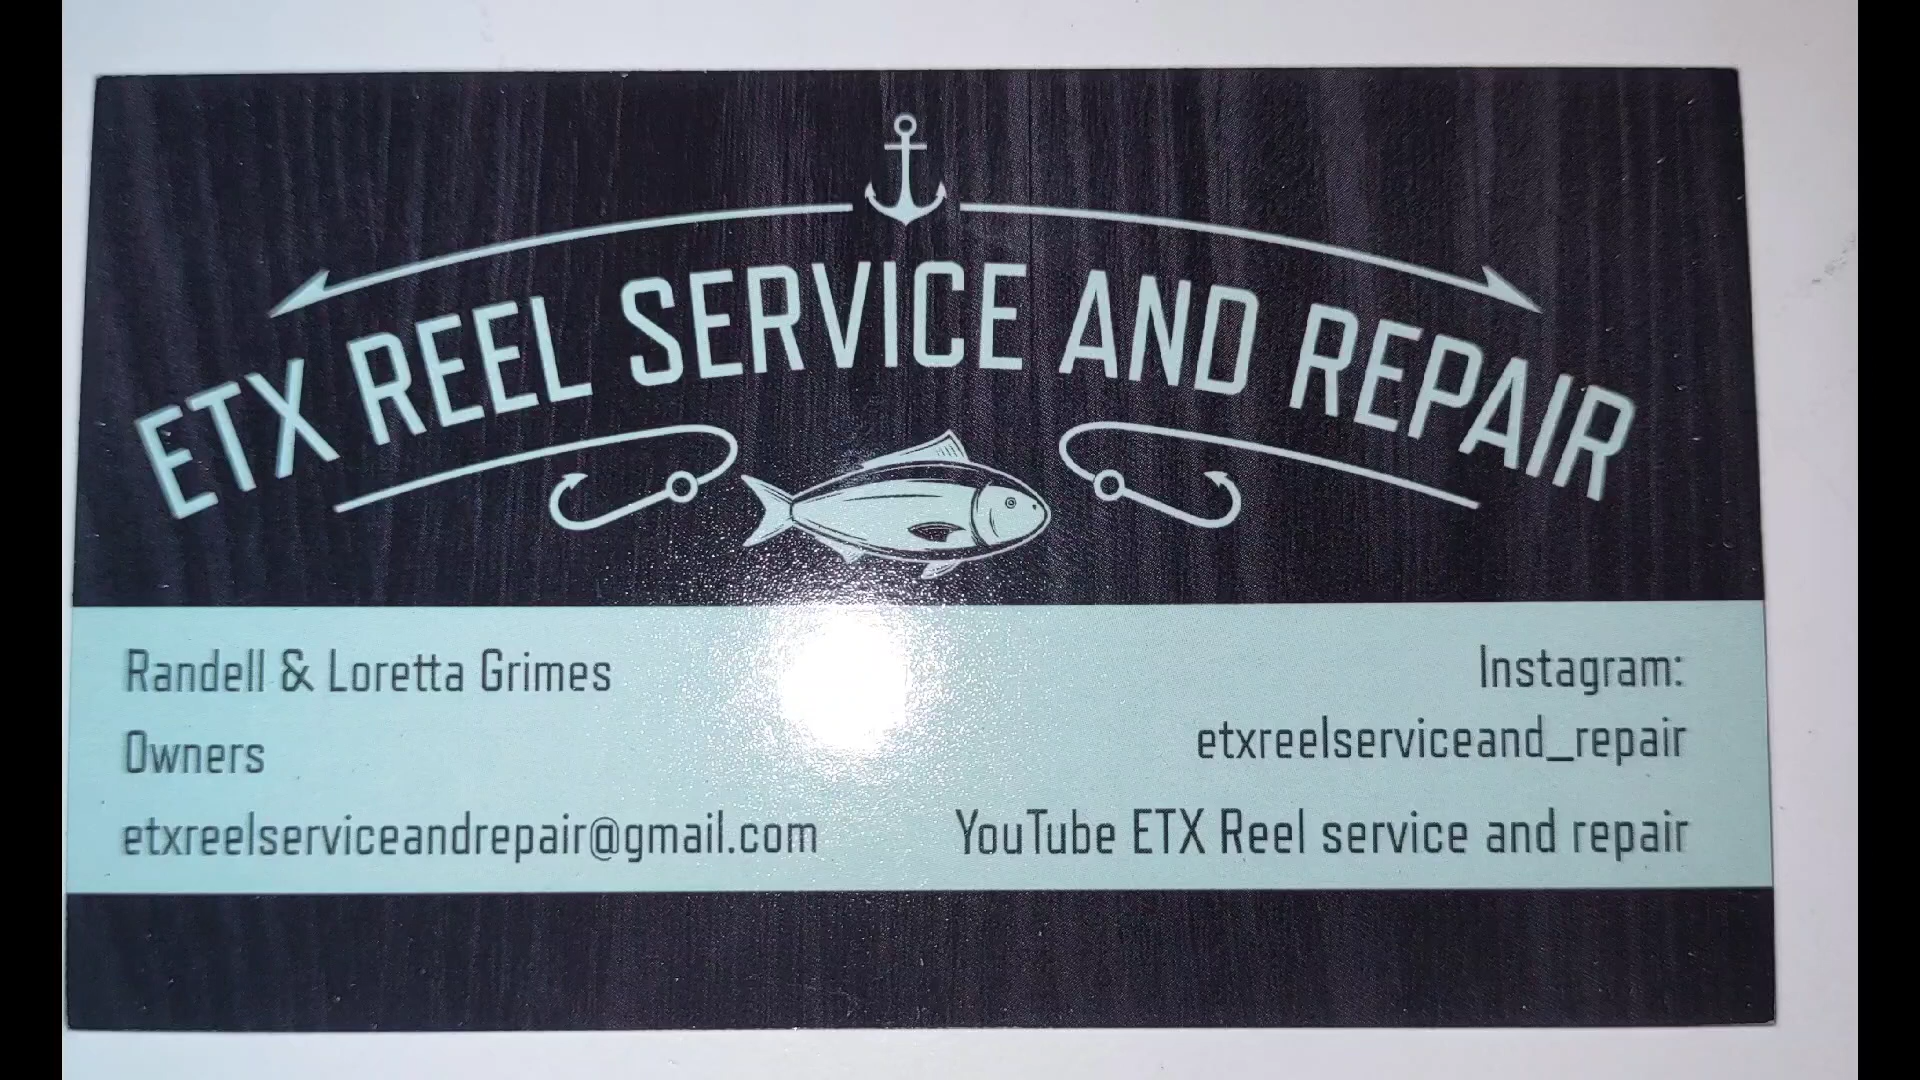 ETX REEL SERVICE AND REPAIR
Randell & Loretta Grimes
Owners
etxreelserviceandrepair@gmail.com
Instagram:
etxreelserviceand_repair
YouTube ETX Reel service and repair